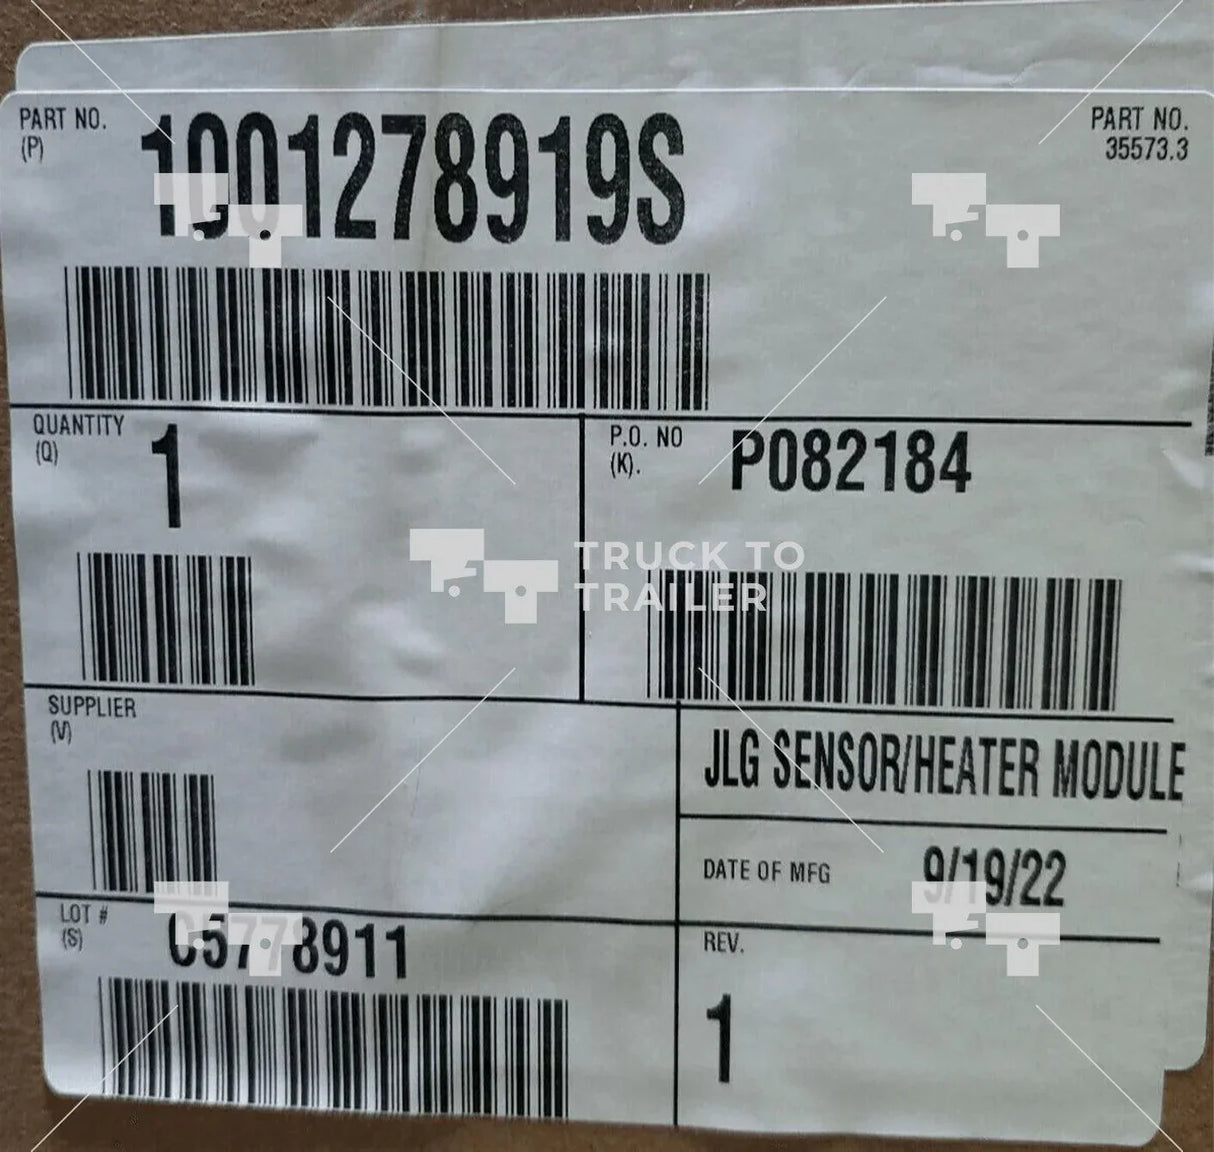 PART NO.
(P)
1001278919S
PART NO.
35573.3
QUANTITY
(Q)
1
P.O. NO
(K).
P082184
TRUCK TO
TRAILER
SUPPLIER
(V)
JLG SENSOR/HEATER MODULE
DATE OF MFG
9/19/22
LOT #
(S)
C5778911
REV.
1